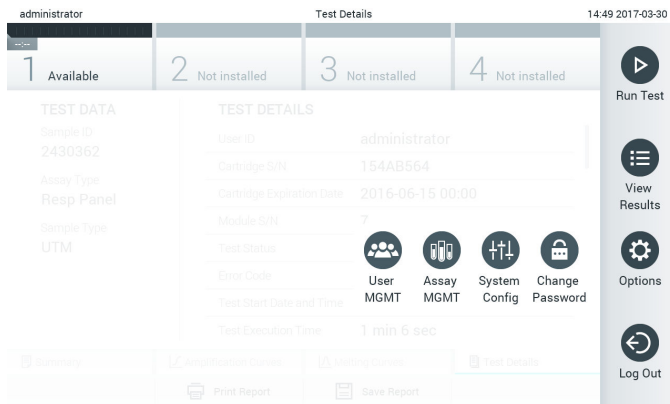 administrator Test Details 14:49 2017-03-30
--:--
1 Available 2 Not installed 3 Not installed 4 Not installed
Run Test
TEST DATA TEST DETAILS
Sample ID
2430362
User ID administrator
Cartridge S/N 154AB564
Assay Type
Resp Panel
Cartridge Expiration Date 2016-06-15 00:00
View
Results
Module S/N 7
Sample Type
UTM
Test Status
Error Code
User
MGMT
Assay
MGMT
System
Config
Change
Password
Options
Test Start Date and Time
Test Execution Time 1 min 6 sec
Summary Amplification Curves Melting Curves Test Details
Log Out
Print Report Save Report